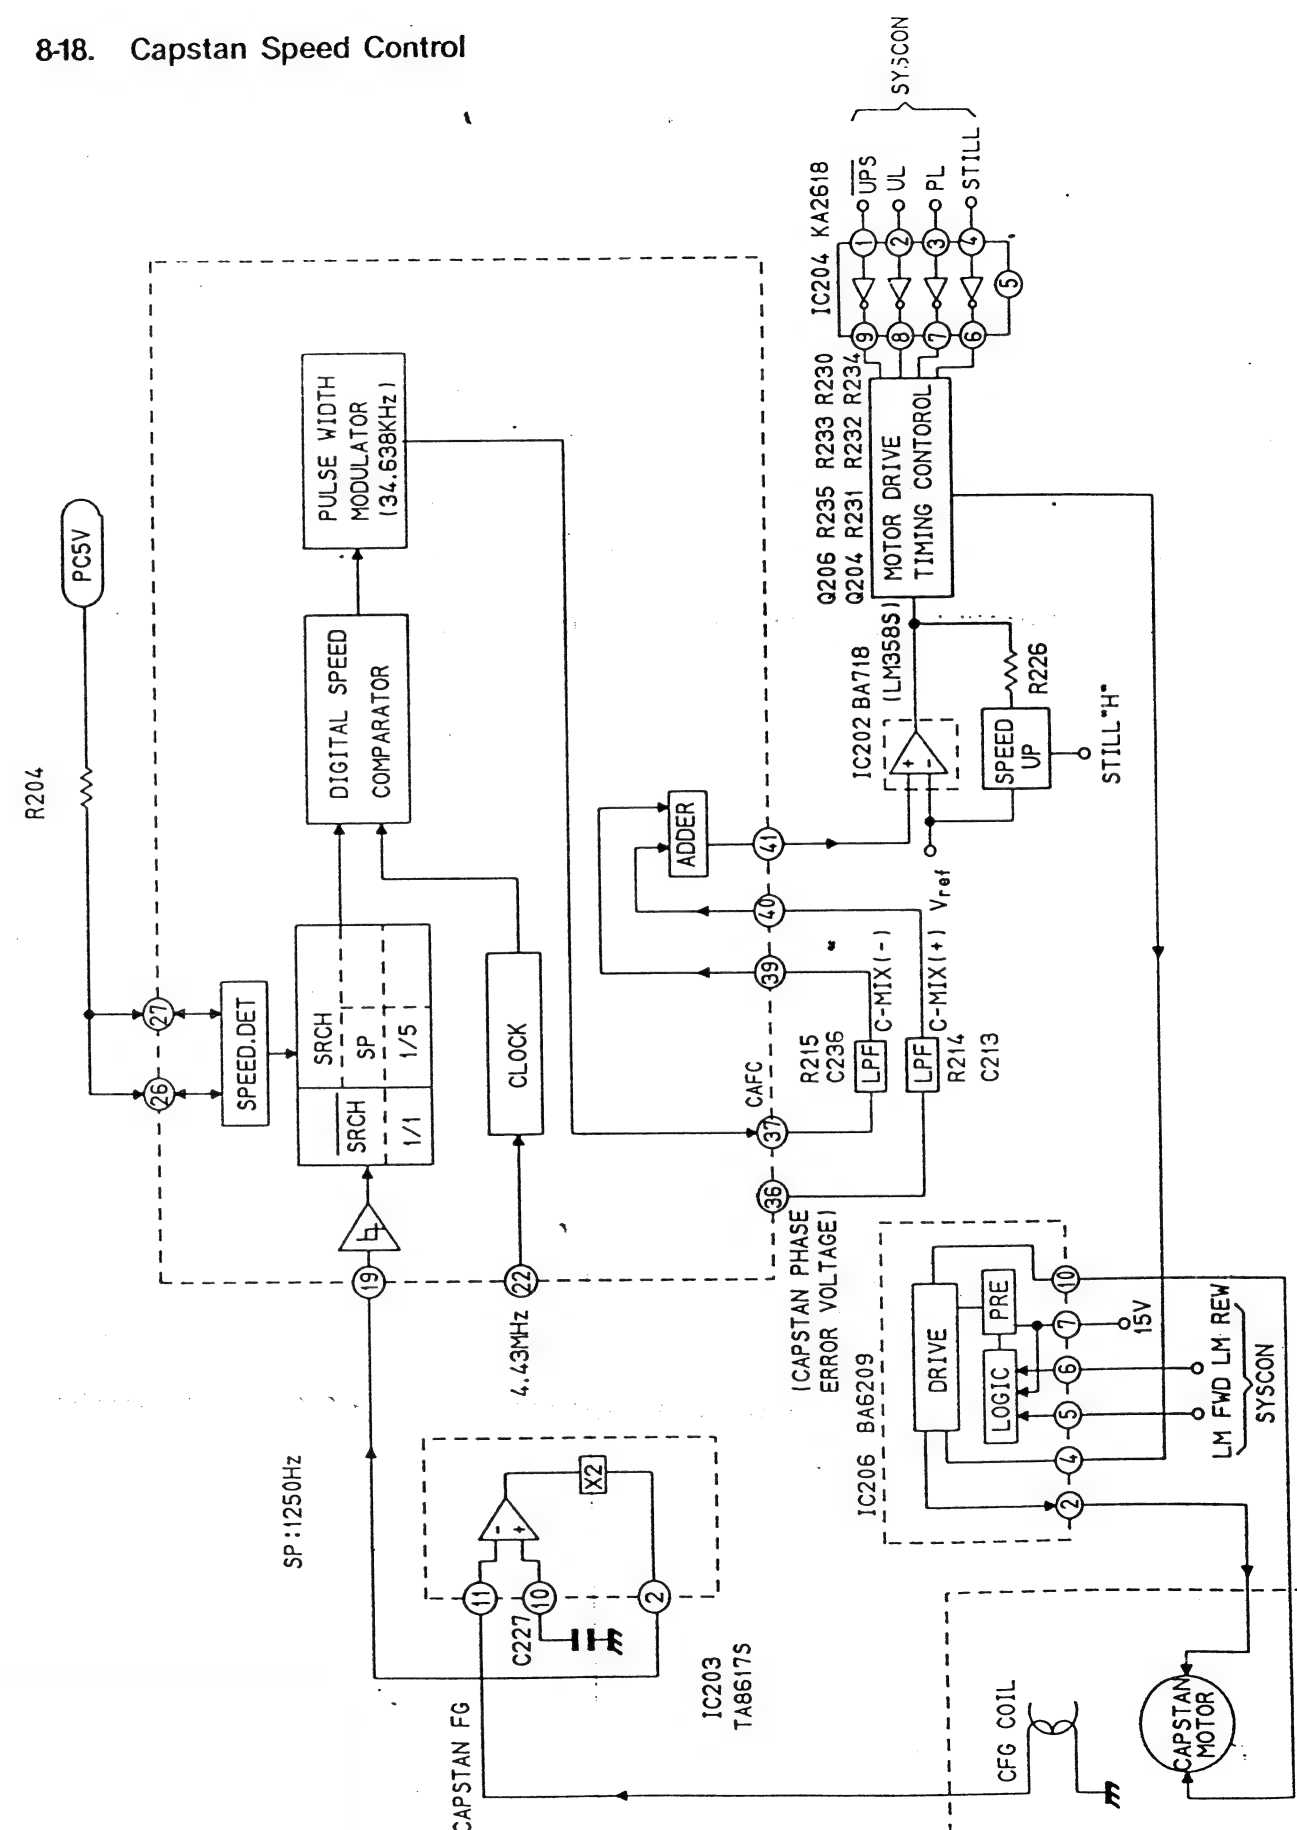 8-18. Capstan Speed Control
SYSCON
UPS
UL
PL
STILL
IC204 KA2618
1
2
3
4
5
9
8
7
6
Q206 R235 R233 R230
Q204 R231 R232 R234
MOTOR DRIVE
TIMING CONTOROL
PC5V
R204
PULSE WIDTH
MODULATOR
(34.638KHz)
DIGITAL SPEED
COMPARATOR
IC202 BA718
(LM358S)
+
-
R226
SPEED
UP
STILL"H"
Vref
ADDER
41
40
39
37
36
27
26
SPEED.DET
SRCH
SP
1/5
SRCH
1/1
CLOCK
CAFC
R215
C236
LPF
C-MIX(-)
C-MIX(+)
LPF
R214
C213
19
22
4.43MHz
(CAPSTAN PHASE
ERROR VOLTAGE)
IC206 BA6209
DRIVE
PRE
LOGIC
10
7
6
5
4
2
15V
LM FWD LM REW
SYSCON
SP:1250Hz
X2
-
+
11
10
2
C227
IC203
TA8617S
CAPSTAN FG
CFG COIL
CAPSTAN
MOTOR